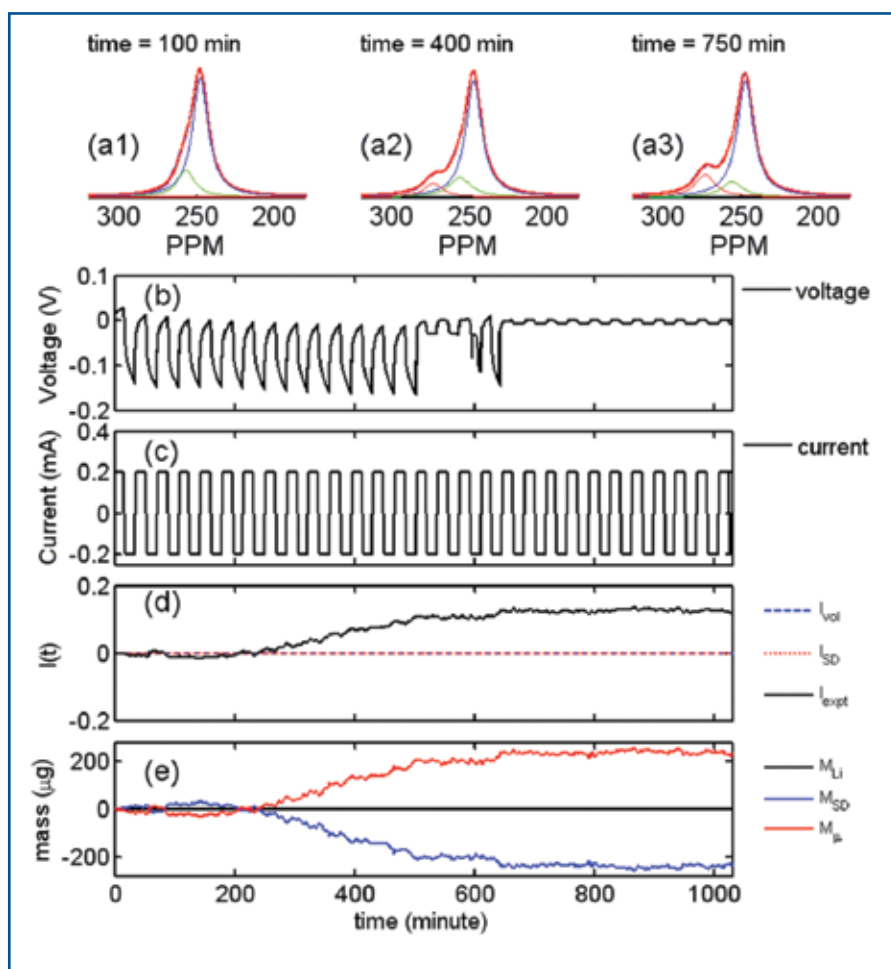 time = 100 min
time = 400 min
time = 750 min
(a1)
(a2)
(a3)
300 250 200
300 250 200
300 250 200
PPM
PPM
PPM
(b)
voltage
Voltage (V)
0.1
0
-0.1
-0.2
(c)
current
Current (mA)
0.4
0.2
0
-0.2
(d)
I(t)
0.2
0
-0.2
I_vol
I_SD
I_expt
(e)
mass (μg)
200
0
-200
M_Li
M_SD
0 200 400 600 800 1000
time (minute)